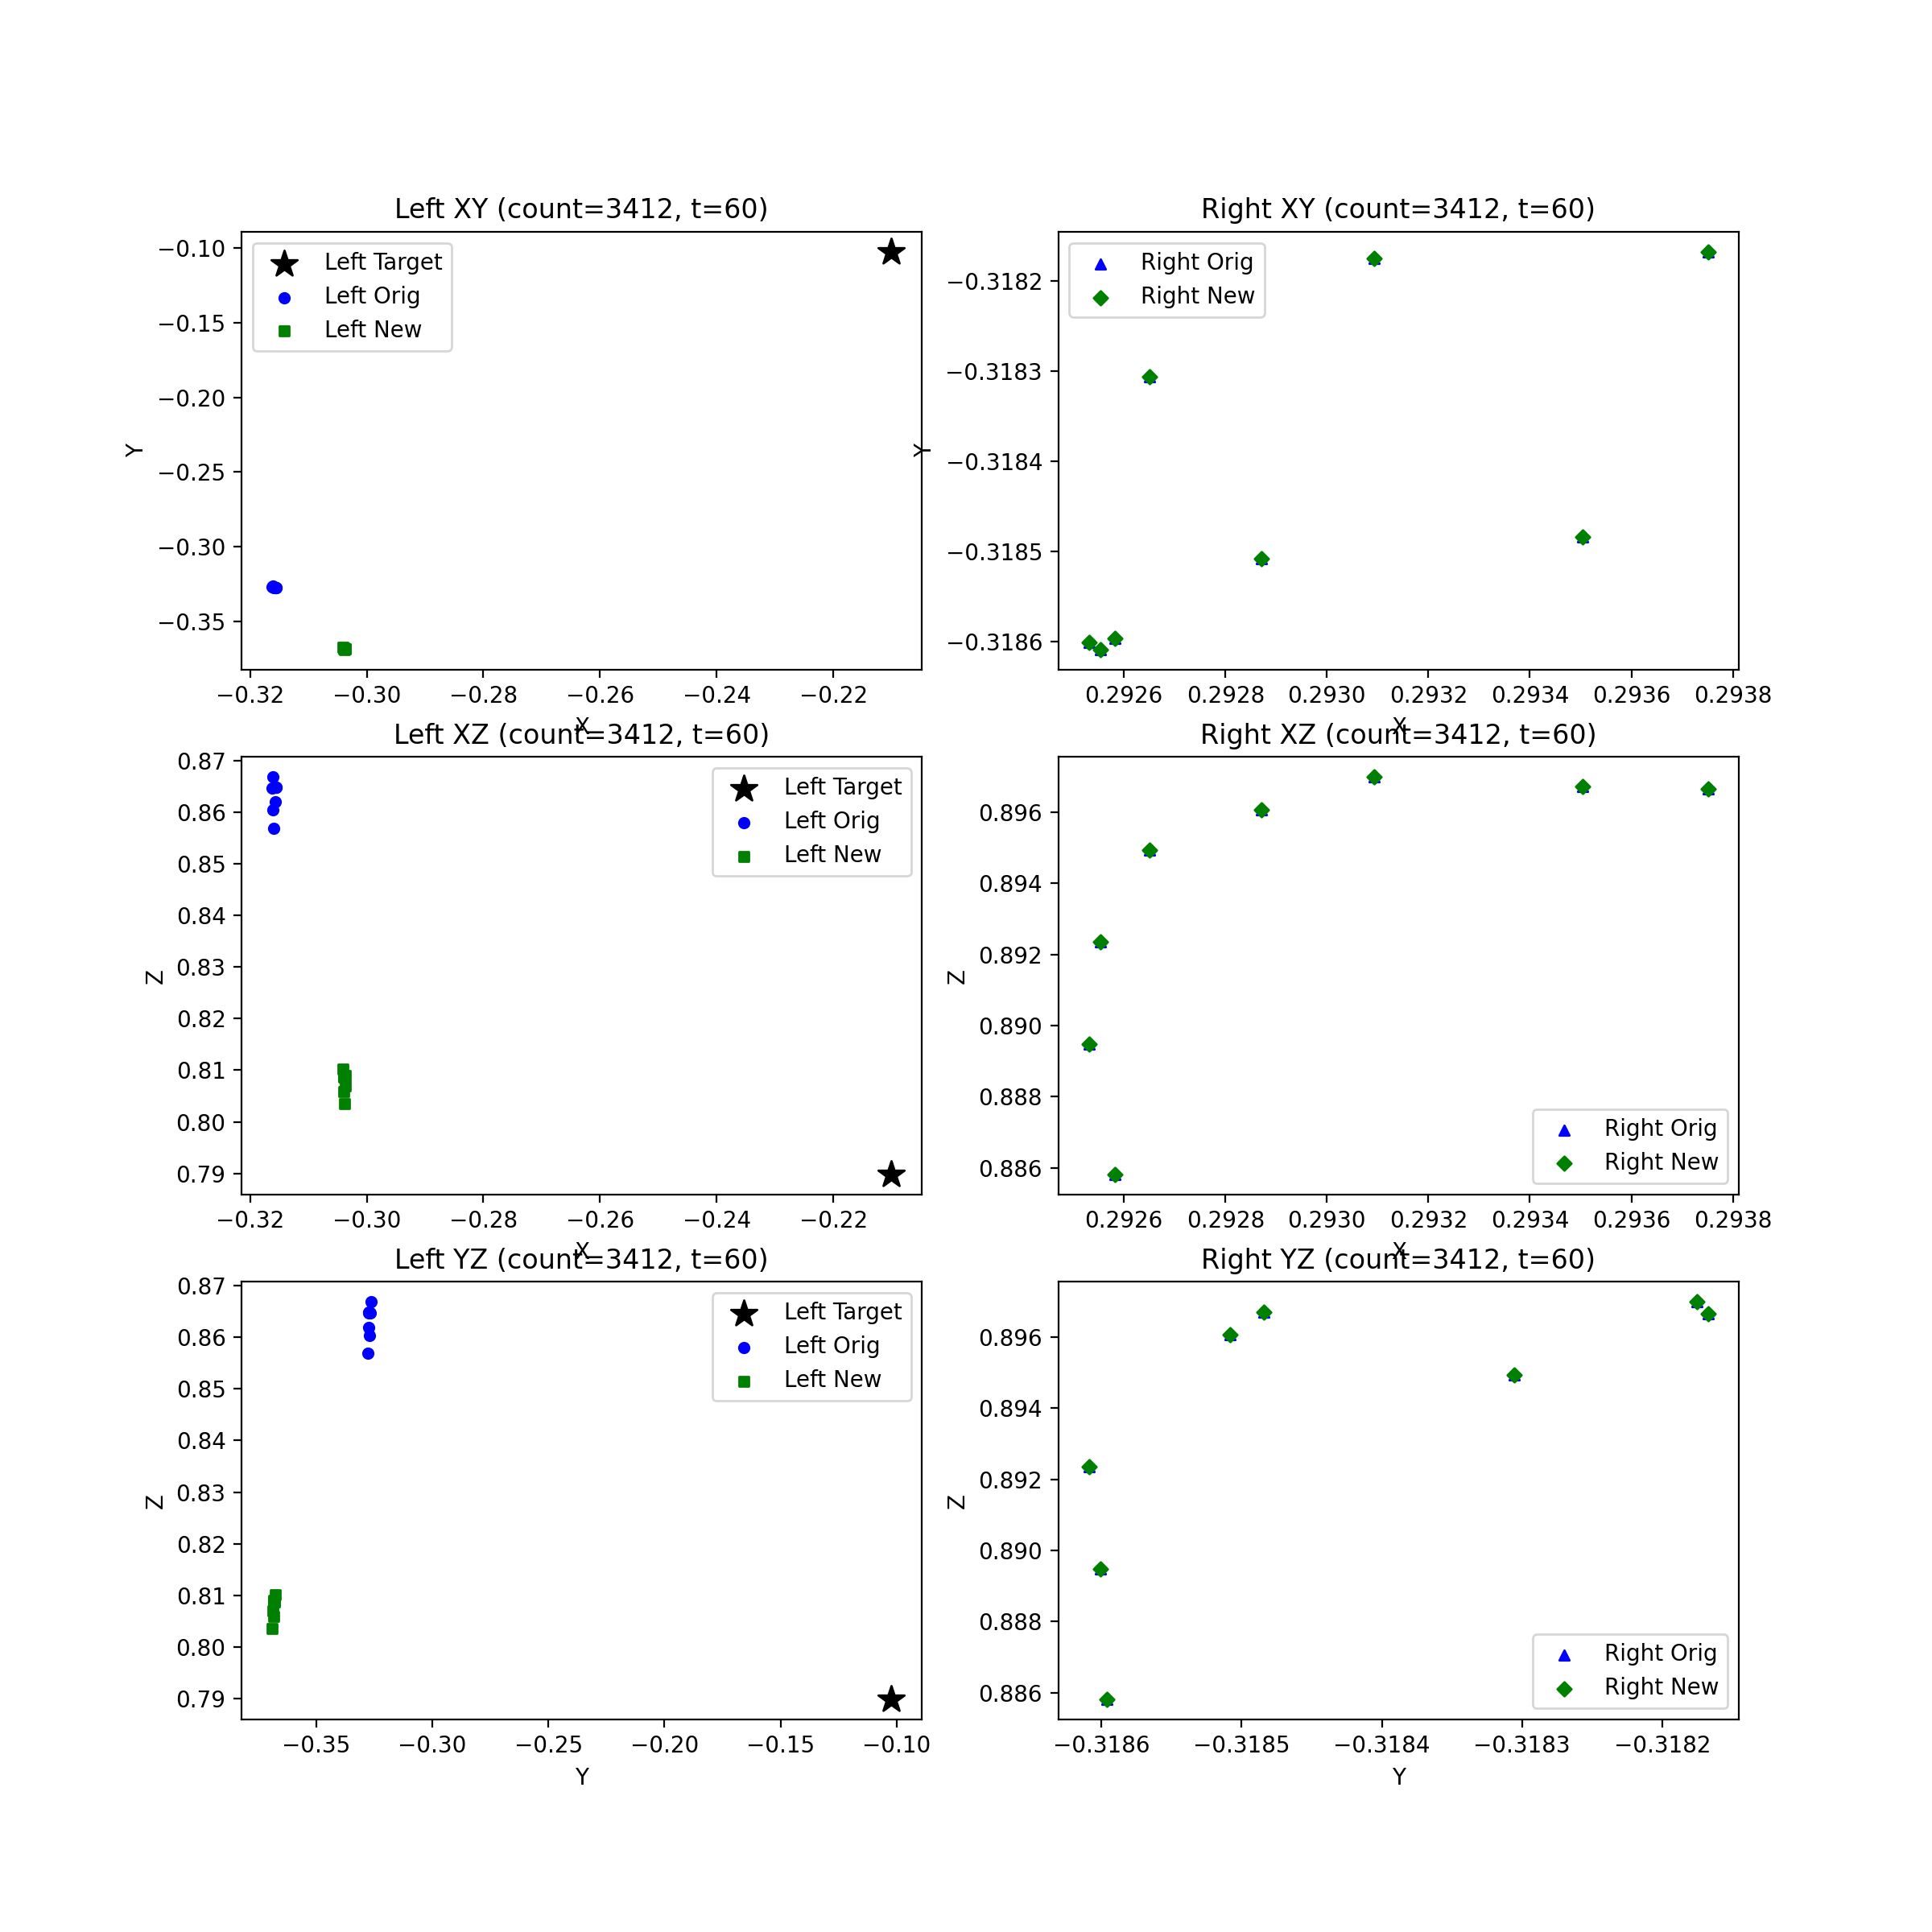 Left XY (count=3412, t=60)
−0.10
−0.15
−0.20
−0.25
−0.30
−0.35
Y
Left Target
Left Orig
Left New
−0.32 −0.30 −0.28 −0.26 −0.24 −0.22
X
Right XY (count=3412, t=60)
−0.3182
−0.3183
−0.3184
−0.3185
−0.3186
Y
Right Orig
Right New
0.2926 0.2928 0.2930 0.2932 0.2934 0.2936 0.2938
X
Left XZ (count=3412, t=60)
0.87
0.86
0.85
0.84
0.83
0.82
0.81
0.80
0.79
Z
Left Target
Left Orig
Left New
−0.32 −0.30 −0.28 −0.26 −0.24 −0.22
X
Right XZ (count=3412, t=60)
0.896
0.894
0.892
0.890
0.888
0.886
Z
Right Orig
Right New
0.2926 0.2928 0.2930 0.2932 0.2934 0.2936 0.2938
X
Left YZ (count=3412, t=60)
0.87
0.86
0.85
0.84
0.83
0.82
0.81
0.80
0.79
Z
Left Target
Left Orig
Left New
−0.35 −0.30 −0.25 −0.20 −0.15 −0.10
Y
Right YZ (count=3412, t=60)
0.896
0.894
0.892
0.890
0.888
0.886
Z
Right Orig
Right New
−0.3186 −0.3185 −0.3184 −0.3183 −0.3182
Y